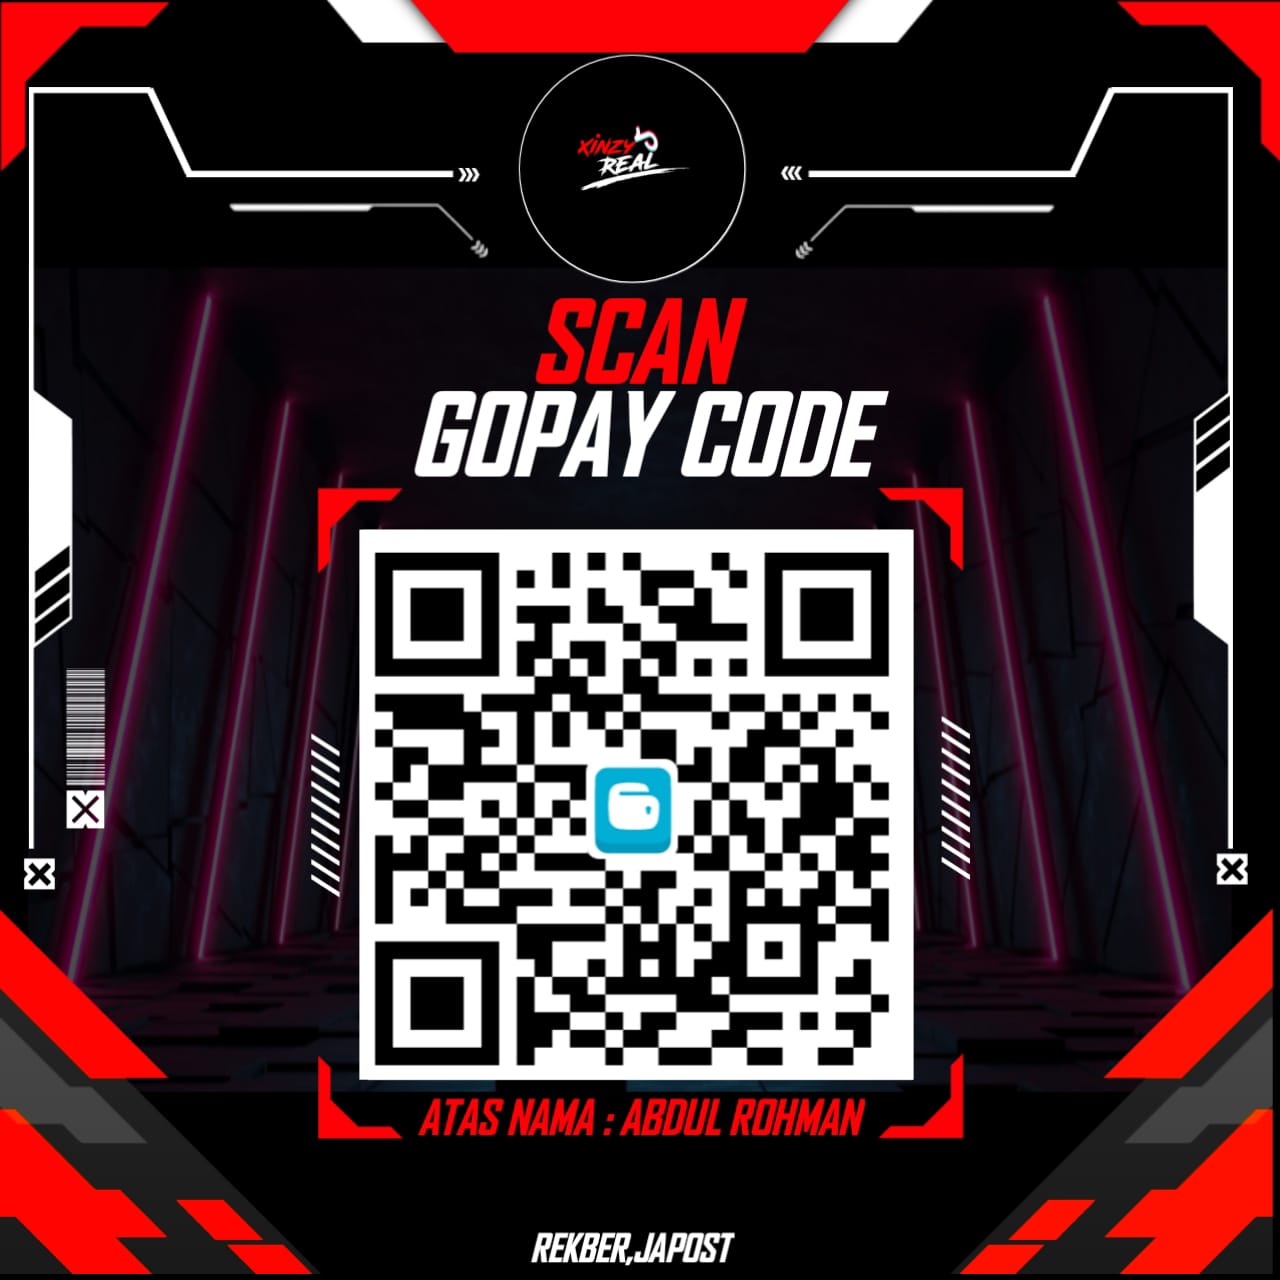 XINZY
REAL
SCAN
GOPAY CODE
ATAS NAMA : ABDUL ROHMAN
REKBER,JAPOST